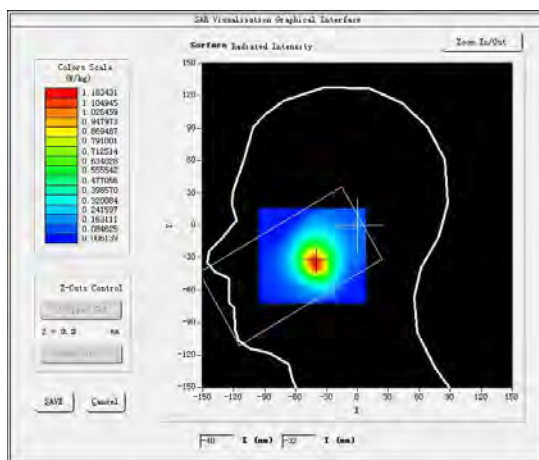 SAR Visualisation Graphical Interface
Surface Radiated Intensity
Zoom In/Out
Colors Scale
(W/kg)
1.183431
1.104945
1.026459
0.947973
0.869487
0.791001
0.712514
0.634028
0.555542
0.477056
0.398570
0.320084
0.241597
0.163111
0.084625
0.006139
150
120
90
60
30
0
-30
-60
-90
-120
-150
Y
-150 -120 -90 -60 -30 0 30 60 90 120 150
X
Z-Cuts Control
mm
SAVE
Cancel
-40 X (mm) -32 Y (mm)